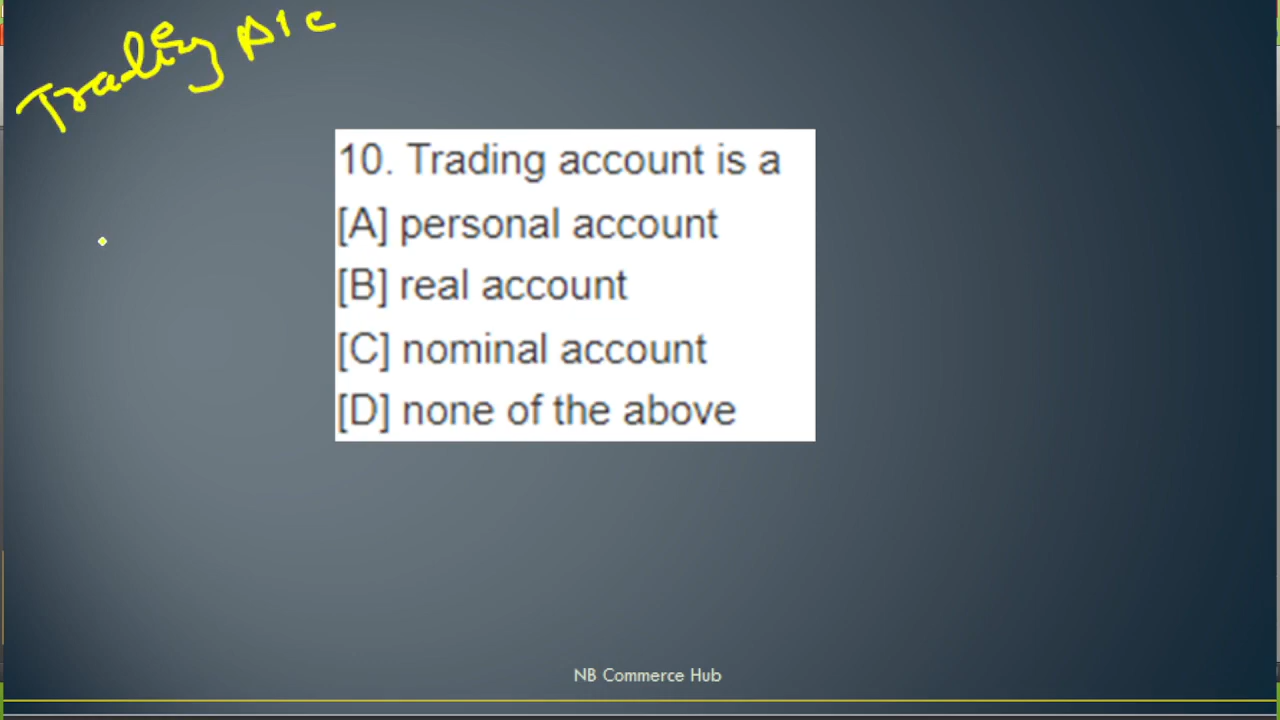 Trading A/c
10. Trading account is a
[A] personal account
[B] real account
[C] nominal account
[D] none of the above
NB Commerce Hub